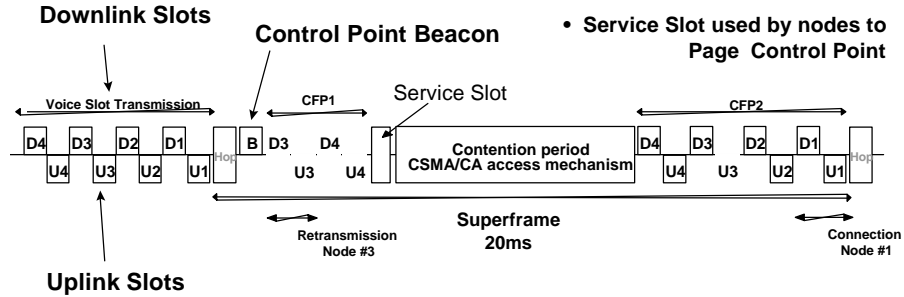 Downlink Slots
Control Point Beacon
• Service Slot used by nodes to
Page Control Point
Voice Slot Transmission
CFP1
Service Slot
CFP2
D4 D3 D2 D1 Hop B D3 D4 D4 D3 D2 D1 Hop
Contention period
CSMA/CA access mechanism
U4 U3 U2 U1 U3 U4 U4 U3 U2 U1
Superframe
20ms
Retransmission
Node #3
Connection
Node #1
Uplink Slots